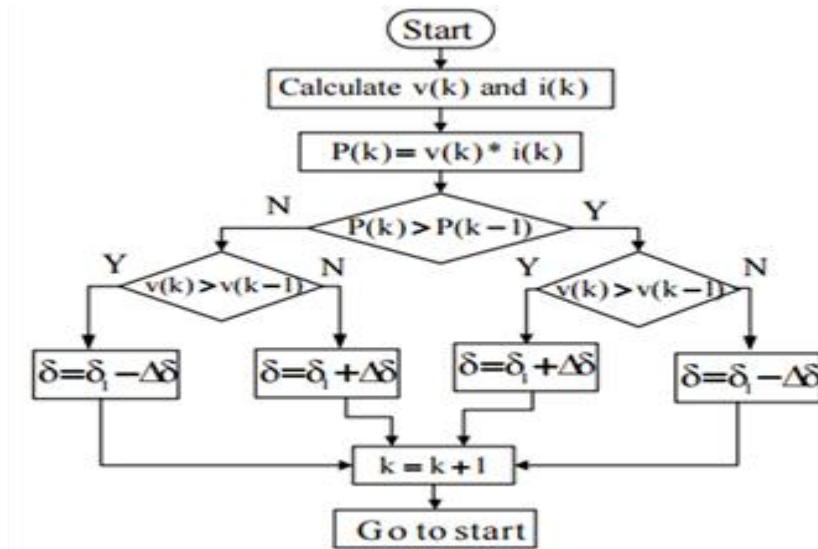 Start
Calculate v(k) and i(k)
P(k)= v(k)* i(k)
N
P(k)>P(k−1)
Y
Y
v(k)>v(k−1)
N
Y
v(k)>v(k−1)
N
δ=δ₁−Δδ
δ=δ₁+Δδ
δ=δ₁+Δδ
δ=δ₁−Δδ
k = k+1
Go to start